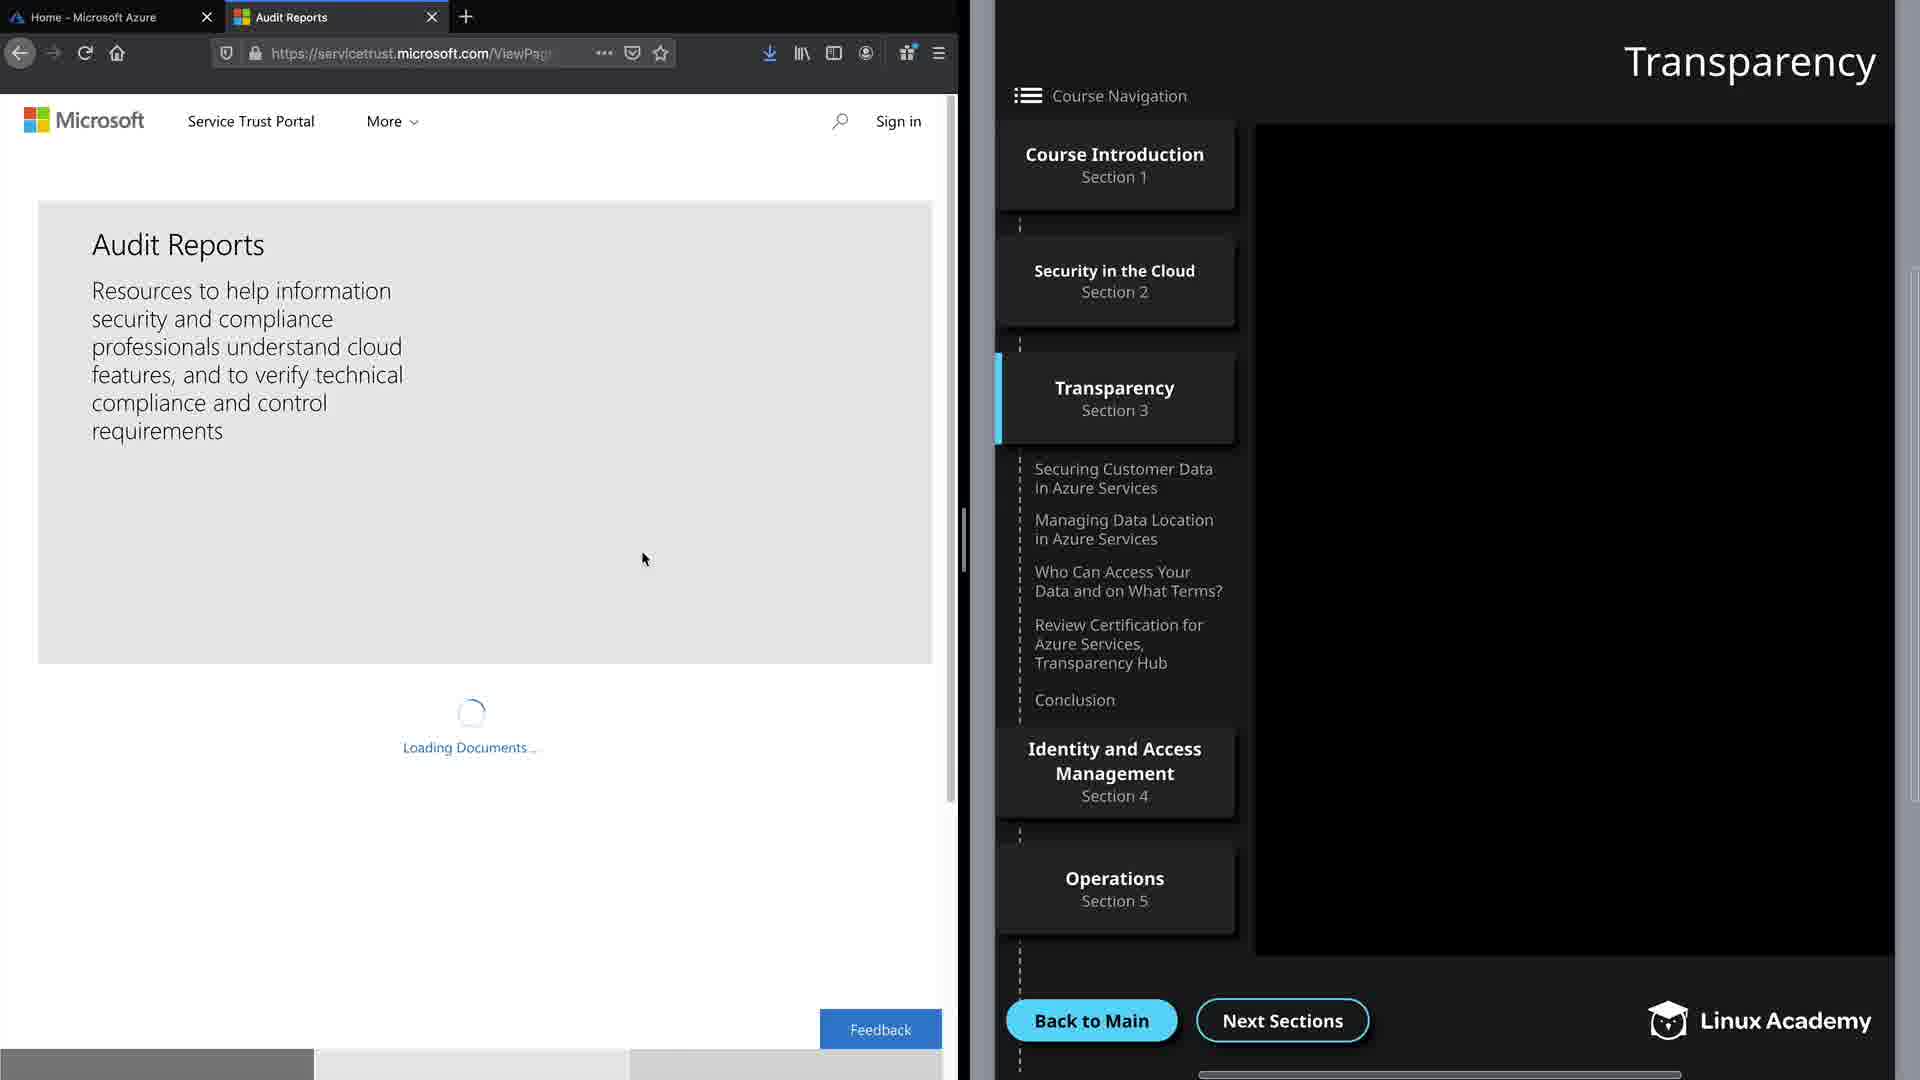 Home - Microsoft Azure
Audit Reports
https://servicetrust.microsoft.com/ViewPag
Microsoft
Service Trust Portal
More
Sign in
Audit Reports
Resources to help information
security and compliance
professionals understand cloud
features, and to verify technical
compliance and control
requirements
Loading Documents...
Feedback
Transparency
Course Navigation
Course Introduction
Section 1
Security in the Cloud
Section 2
Transparency
Section 3
Securing Customer Data
in Azure Services
Managing Data Location
in Azure Services
Who Can Access Your
Data and on What Terms?
Review Certification for
Azure Services,
Transparency Hub
Conclusion
Identity and Access
Management
Section 4
Operations
Section 5
Back to Main
Next Sections
Linux Academy